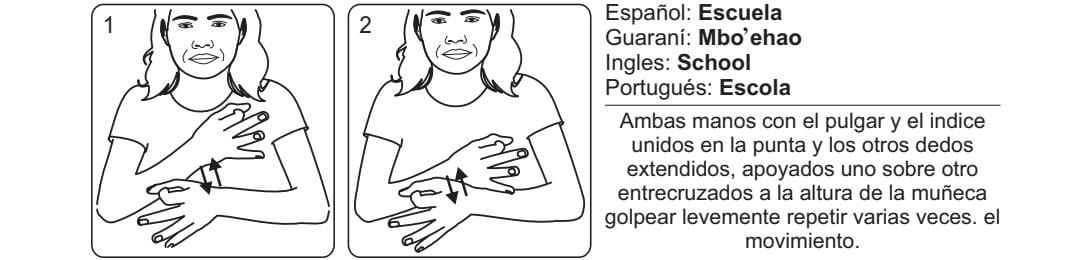 1
2
Español: Escuela
Guaraní: Mbo’ehao
Ingles: School
Portugués: Escola
Ambas manos con el pulgar y el indice
unidos en la punta y los otros dedos
extendidos, apoyados uno sobre otro
entrecruzados a la altura de la muñeca
golpear levemente repetir varias veces. el
movimiento.